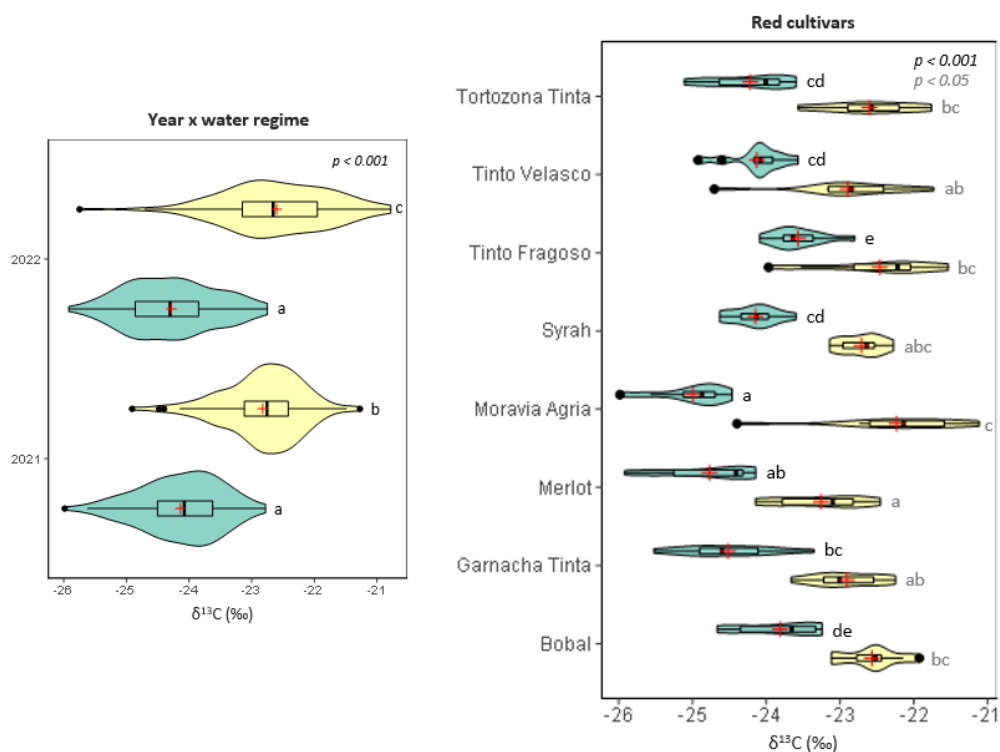 Year x water regime
p < 0.001
c
2022
a
b
2021
a
-26 -25 -24 -23 -22 -21
δ¹³C (‰)
Red cultivars
p < 0.001
p < 0.05
Tortozona Tinta
cd
bc
Tinto Velasco
cd
ab
Tinto Fragoso
e
bc
Syrah
cd
abc
Moravia Agria
a
c
Merlot
ab
a
Garnacha Tinta
bc
ab
Bobal
de
bc
-26 -25 -24 -23 -22 -21
δ¹³C (‰)